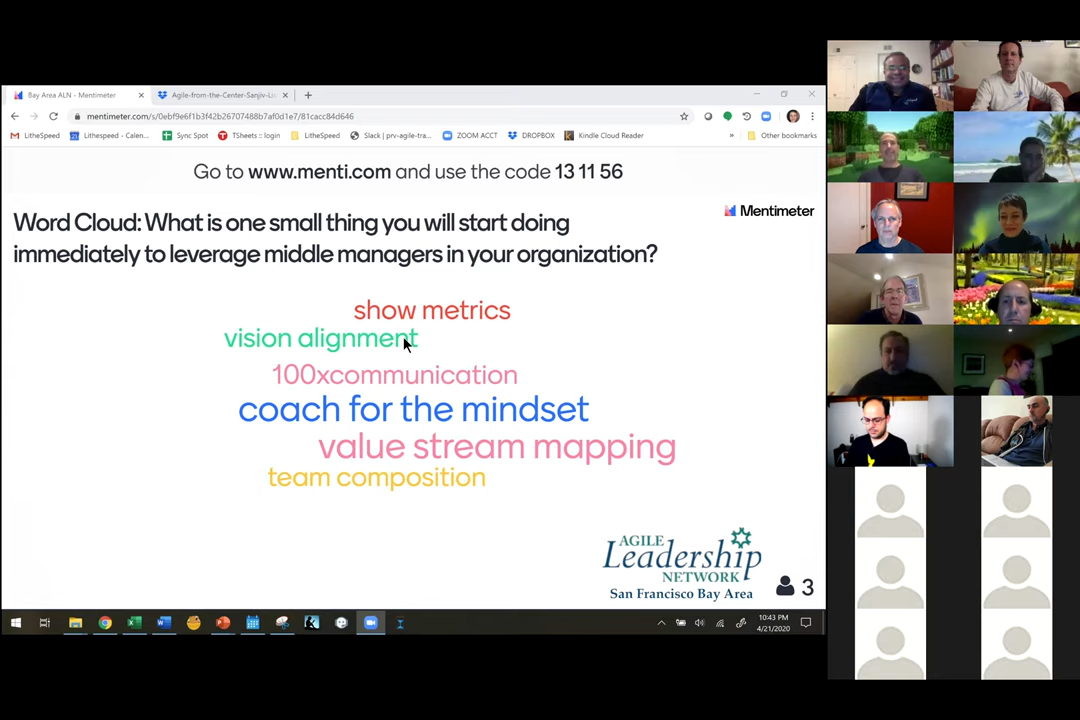 Bay Area ALN - Mentimeter
Agile-from-the-Center-Sanjiv-Liv
mentimeter.com/s/0ebf9e6f1b3f42b26707488b7af0d1e7/81cacc84d646
LitheSpeed
Lithespeed - Calen...
Sync Spot
TSheets :: login
LitheSpeed
Slack | prv-agile-tra...
ZOOM ACCT
DROPBOX
Kindle Cloud Reader
»
Other bookmarks
Go to www.menti.com and use the code 13 11 56
Word Cloud: What is one small thing you will start doing
immediately to leverage middle managers in your organization?
Mentimeter
show metrics
vision alignment
100xcommunication
coach for the mindset
value stream mapping
team composition
AGILE
Leadership
NETWORK
San Francisco Bay Area
3
10:43 PM
4/21/2020